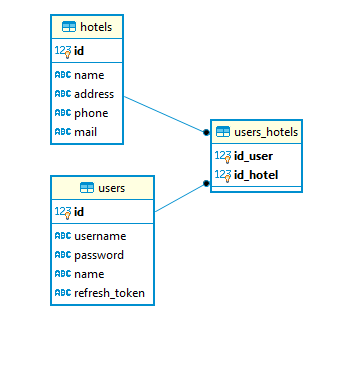 hotels
123 id
ABC name
ABC address
ABC phone
ABC mail
users_hotels
123 id_user
123 id_hotel
users
123 id
ABC username
ABC password
ABC name
ABC refresh_token